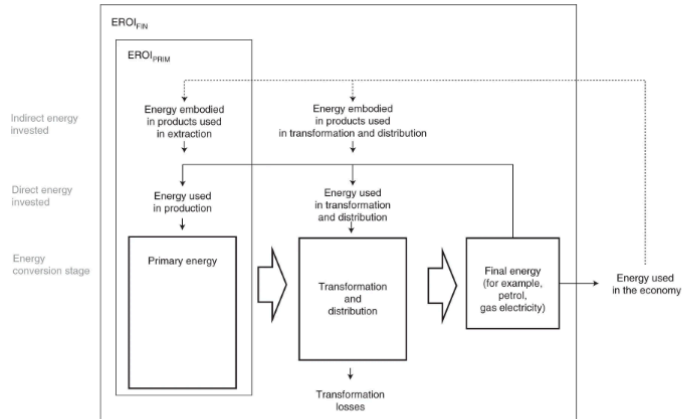 EROI_FIN
EROI_PRIM
Indirect energy
invested
Energy embodied
in products used
in extraction
Energy embodied
in products used
in transformation and distribution
Direct energy
invested
Energy used
in production
Energy used
in transformation
and distribution
Energy
conversion stage
Primary energy
Transformation
and
distribution
Final energy
(for example,
petrol,
gas electricity)
Energy used
in the economy
Transformation
losses